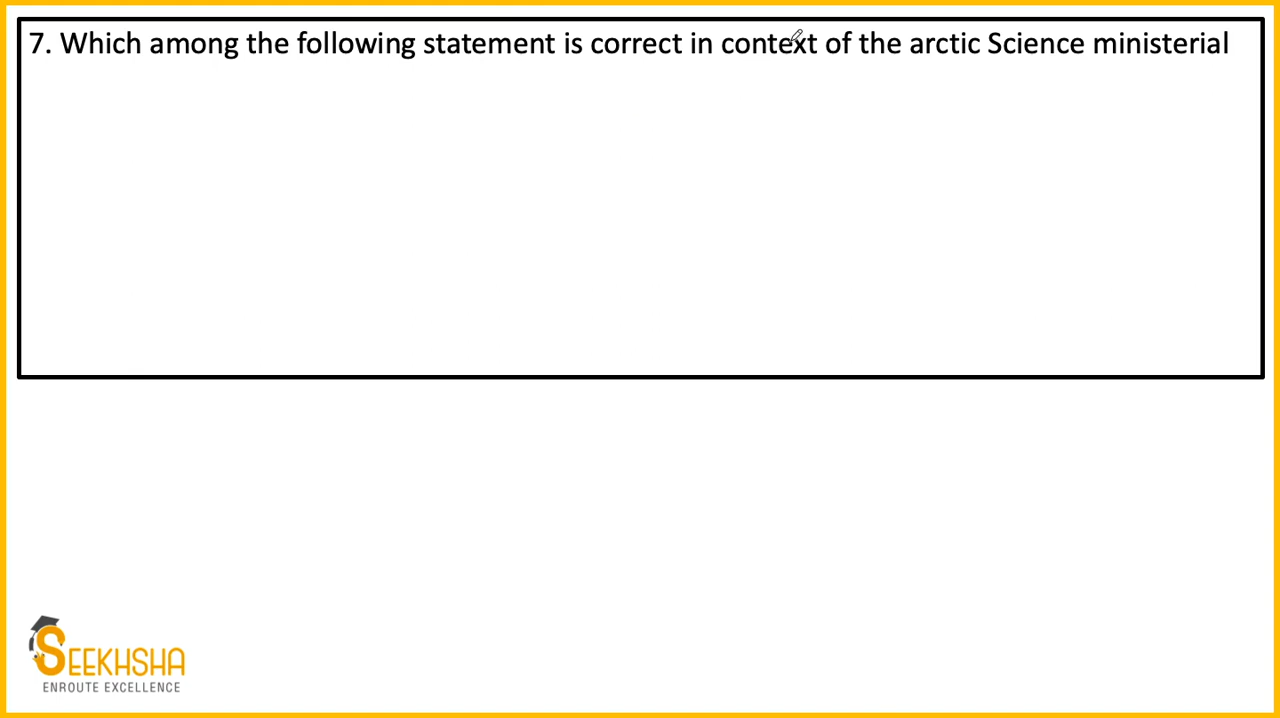 7. Which among the following statement is correct in context of the arctic Science ministerial
SEEKHSHA
ENROUTE EXCELLENCE